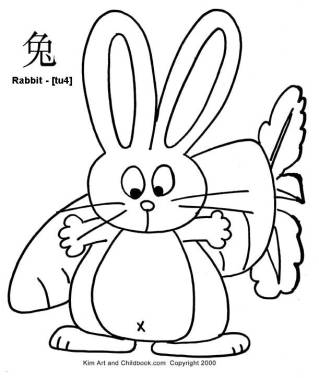 兔
Rabbit - [tu4]
Kim Art and Childbook.com Copyright 2000